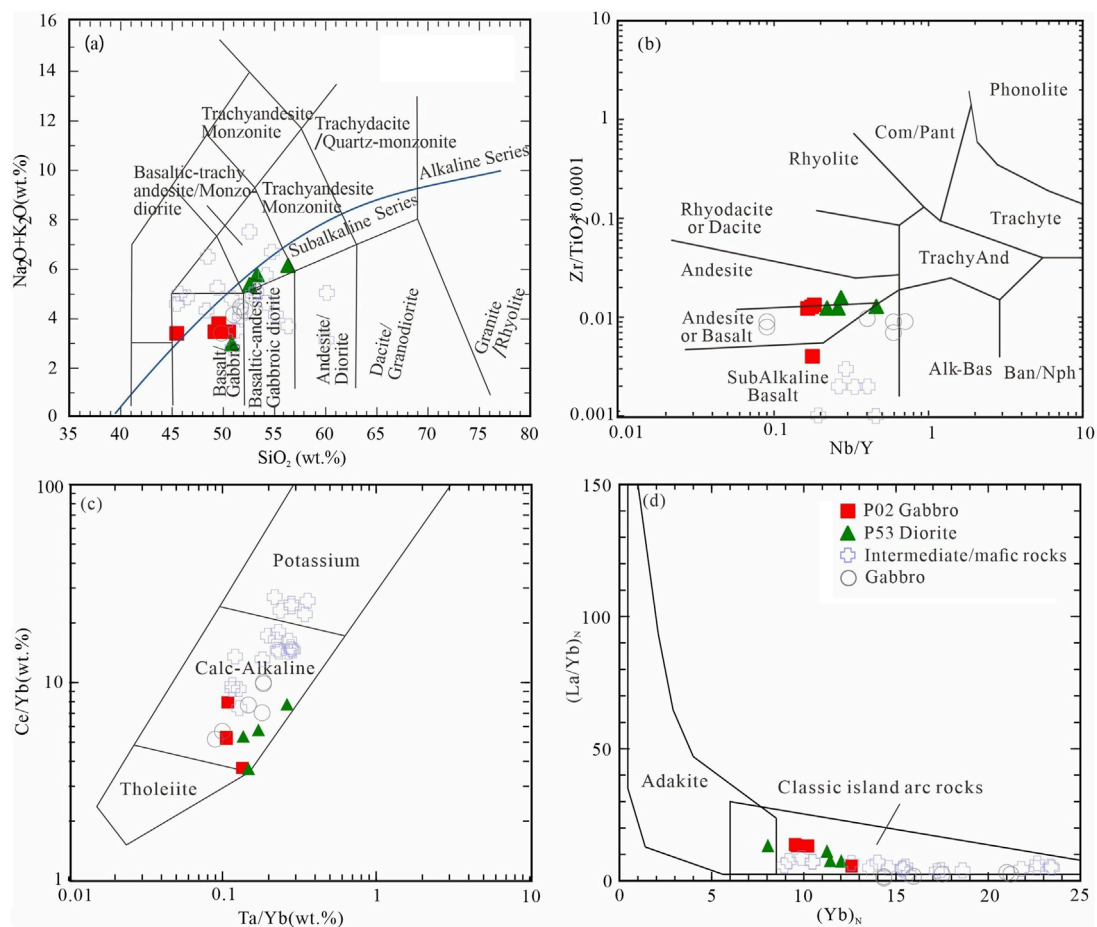 (a)
16
14
12
10
8
6
4
2
0
Na2O+K2O(wt.%)
35
40
45
50
55
60
65
70
75
80
SiO2 (wt.%)
Trachyandesite
Monzonite
Trachydacite
/Quartz-monzonite
Basaltic-trachy
andesite/Monzo-
diorite
Trachyandesite
Monzonite
Alkaline Series
Subalkaline Series
Basalt/
Gabbro
Basaltic-andesite/
Gabbroic diorite
Andesite/
Diorite
Dacite/
Granodiorite
Granite
/Rhyolite
(b)
10
1
0.1
0.01
0.001
Zr/TiO2*0.0001
0.01
0.1
1
10
Nb/Y
Phonolite
Com/Pant
Rhyolite
Rhyodacite
or Dacite
Trachyte
Andesite
TrachyAnd
Andesite
or Basalt
SubAlkaline
Basalt
Alk-Bas
Ban/Nph
(c)
100
10
1
Ce/Yb(wt.%)
0.01
0.1
1
10
Ta/Yb(wt.%)
Potassium
Calc-Alkaline
Tholeiite
(d)
150
100
50
0
(La/Yb)N
0
5
10
15
20
25
(Yb)N
P02 Gabbro
P53 Diorite
Intermediate/mafic rocks
Gabbro
Adakite
Classic island arc rocks